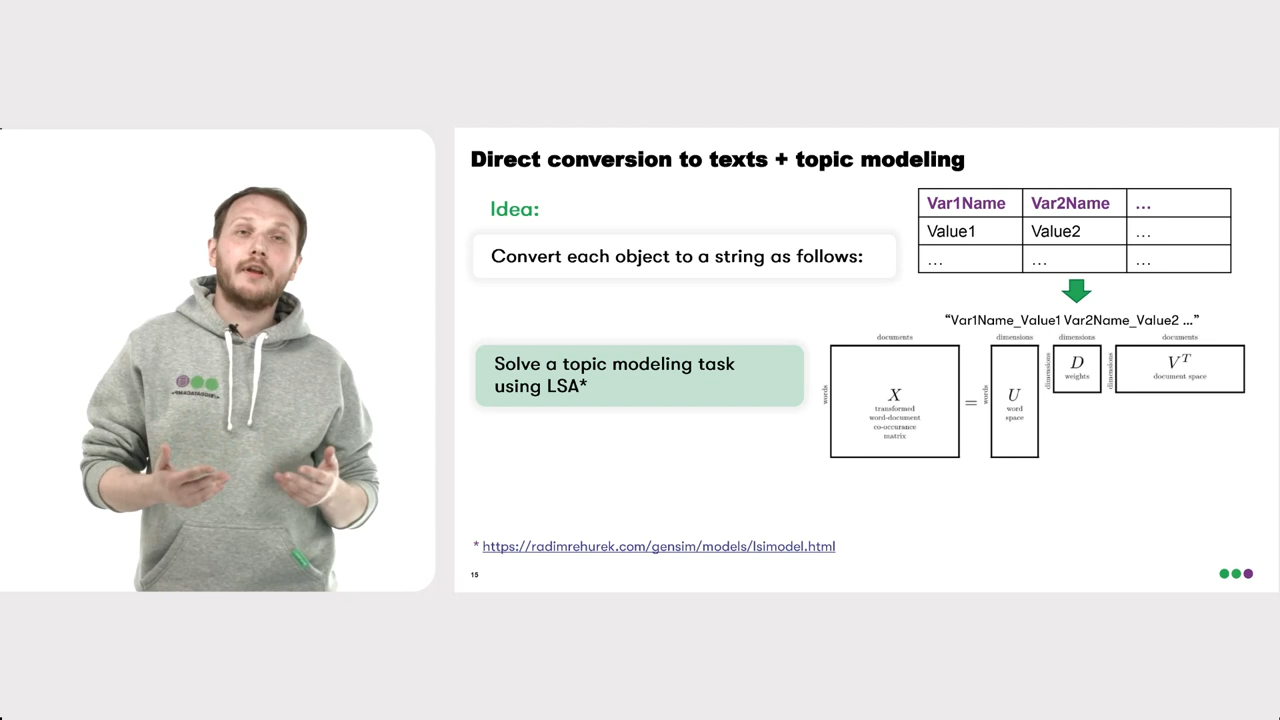 Direct conversion to texts + topic modeling
Idea:
Convert each object to a string as follows:
Var1Name Var2Name ...
Value1 Value2 ...
... ... ...
“Var1Name_Value1 Var2Name_Value2 ...”
Solve a topic modeling task
using LSA*
documents
words
X
transformed
word-document
co-occurance
matrix
=
dimensions
words
U
word
space
dimensions
dimensions
D
weights
documents
dimensions
V^T
document space
* https://radimrehurek.com/gensim/models/lsimodel.html
15